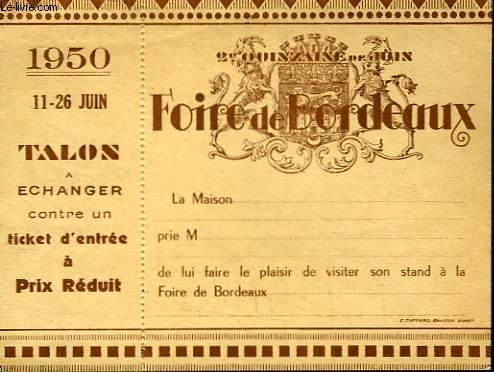 Le-livre.com
1950
11-26 JUIN
TALON
A
ECHANGER
contre un
ticket d'entrée
à
Prix Réduit
2e QUINZAINE DE JUIN
Foire de Bordeaux
La Maison
prie M
de lui faire le plaisir de visiter son stand à la
Foire de Bordeaux